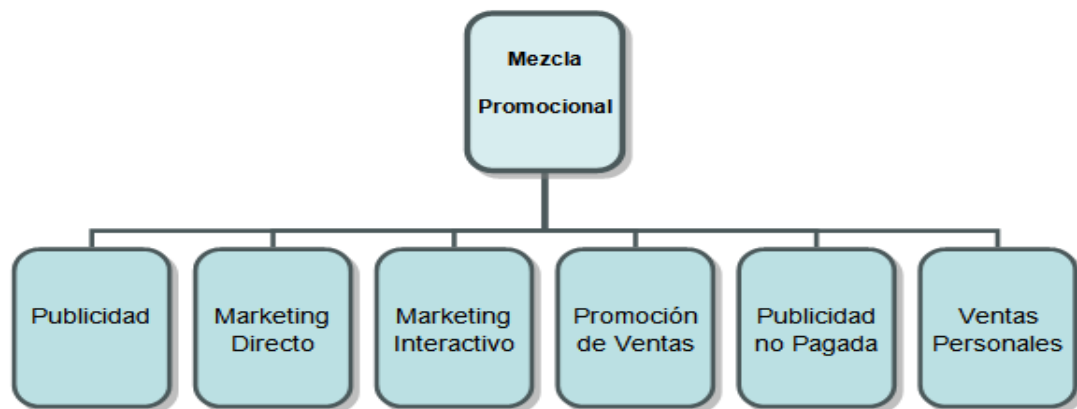 Mezcla
Promocional
Publicidad
Marketing
Directo
Marketing
Interactivo
Promoción
de Ventas
Publicidad
no Pagada
Ventas
Personales